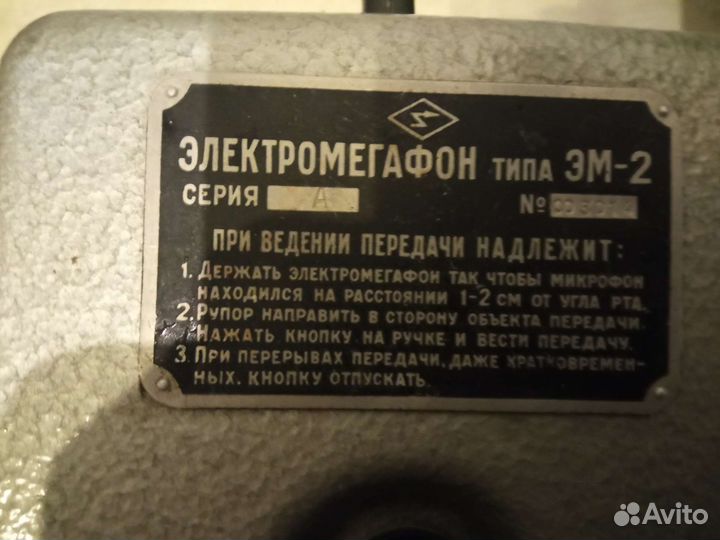 ЭЛЕКТРОМЕГАФОН ТИПА ЭМ-2
СЕРИЯ А №
ПРИ ВЕДЕНИИ ПЕРЕДАЧИ НАДЛЕЖИТ:
1. ДЕРЖАТЬ ЭЛЕКТРОМЕГАФОН ТАК ЧТОБЫ МИКРОФОН
НАХОДИЛСЯ НА РАССТОЯНИИ 1-2 СМ ОТ УГЛА РТА.
2. РУПОР НАПРАВИТЬ В СТОРОНУ ОБЪЕКТА ПЕРЕДАЧИ.
НАЖАТЬ КНОПКУ НА РУЧКЕ И ВЕСТИ ПЕРЕДАЧУ.
3. ПРИ ПЕРЕРЫВАХ ПЕРЕДАЧИ, ДАЖЕ КРАТКОВРЕМЕН-
НЫХ. КНОПКУ ОТПУСКАТЬ.
Avito